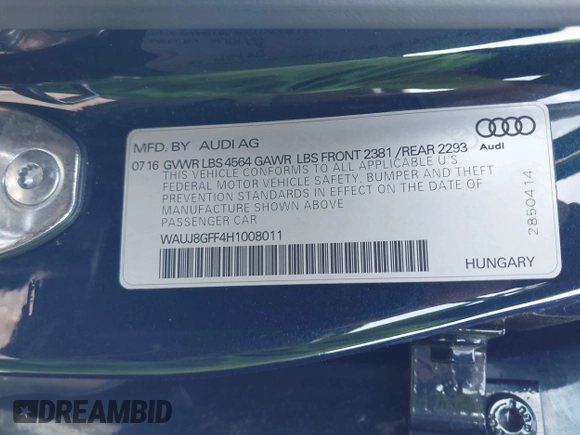 MFD. BY AUDI AG
07 16 GVWR LBS 4564 GAWR LBS FRONT 2381 /REAR 2293
THIS VEHICLE CONFORMS TO ALL APPLICABLE U.S.
FEDERAL MOTOR VEHICLE SAFETY, BUMPER AND THEFT
PREVENTION STANDARDS IN EFFECT ON THE DATE OF
MANUFACTURE SHOWN ABOVE
PASSENGER CAR
WAUJ8GFF4H1008011
Audi
2850414
HUNGARY
DREAMBID